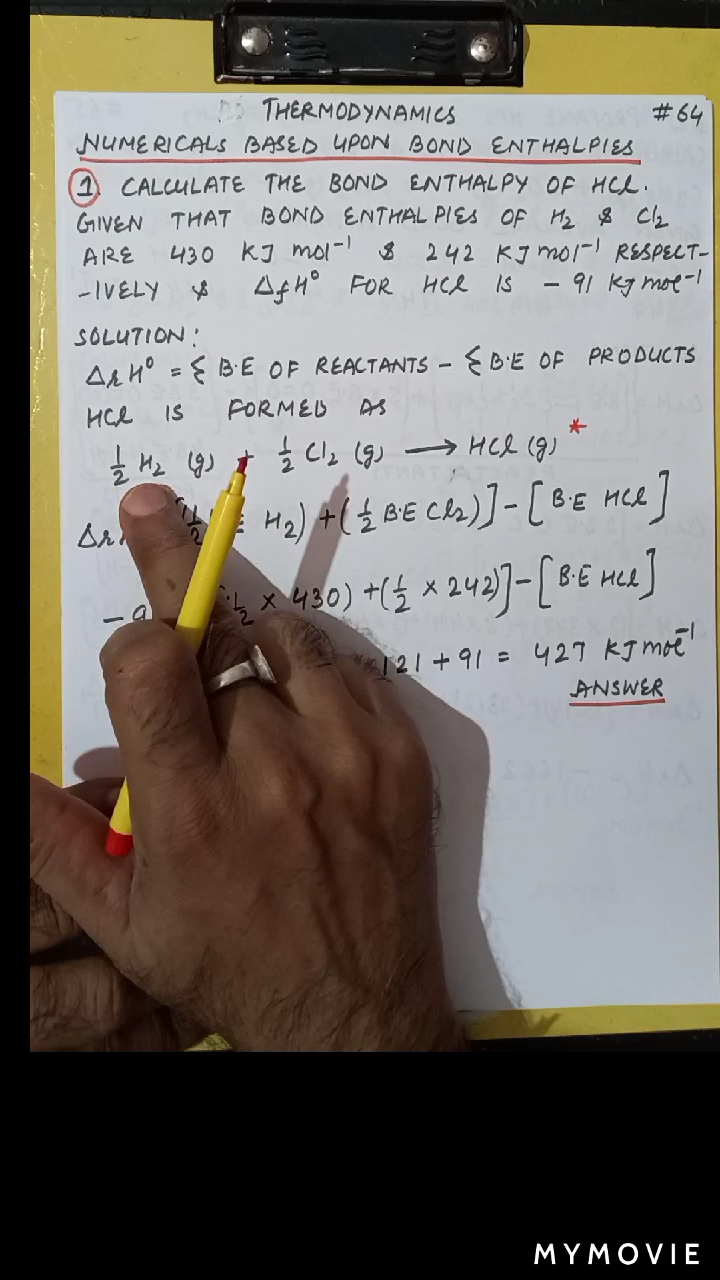 THERMODYNAMICS #64
NUMERICALS BASED UPON BOND ENTHALPIES
1. CALCULATE THE BOND ENTHALPY OF HCl.
GIVEN THAT BOND ENTHALPIES OF H₂ & Cl₂
ARE 430 KJ mol⁻¹ & 242 KJ mol⁻¹ RESPECT-
-IVELY & ΔfH° FOR HCl IS - 91 KJ mol⁻¹
SOLUTION:
ΔrH° = Σ B.E OF REACTANTS - Σ B.E OF PRODUCTS
HCl IS FORMED AS
½ H₂ (g) + ½ Cl₂ (g) ⟶ HCl (g) *
H₂) + (½ B.E Cl₂)] - [B.E HCl]
½ × 430) + (½ × 242)] - [B.E HCl]
121 + 91 = 427 KJ mol⁻¹
ANSWER
MYMOVIE